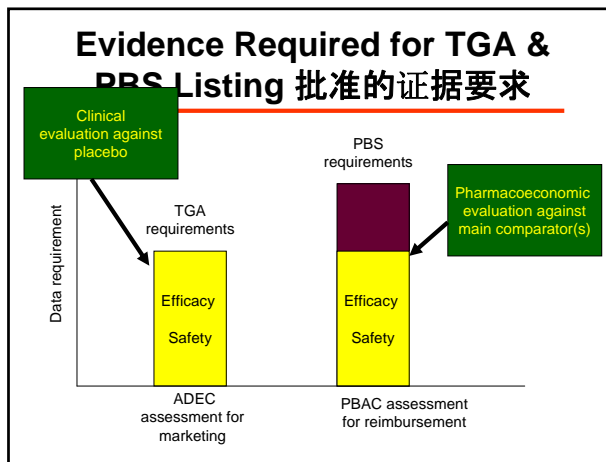 Evidence Required for TGA &
PBS Listing 批准的证据要求
Clinical
evaluation against
placebo
PBS
requirements
Pharmacoeconomic
evaluation against
main comparator(s)
TGA
requirements
Data requirement
Efficacy
Safety
Efficacy
Safety
ADEC
assessment for
marketing
PBAC assessment
for reimbursement